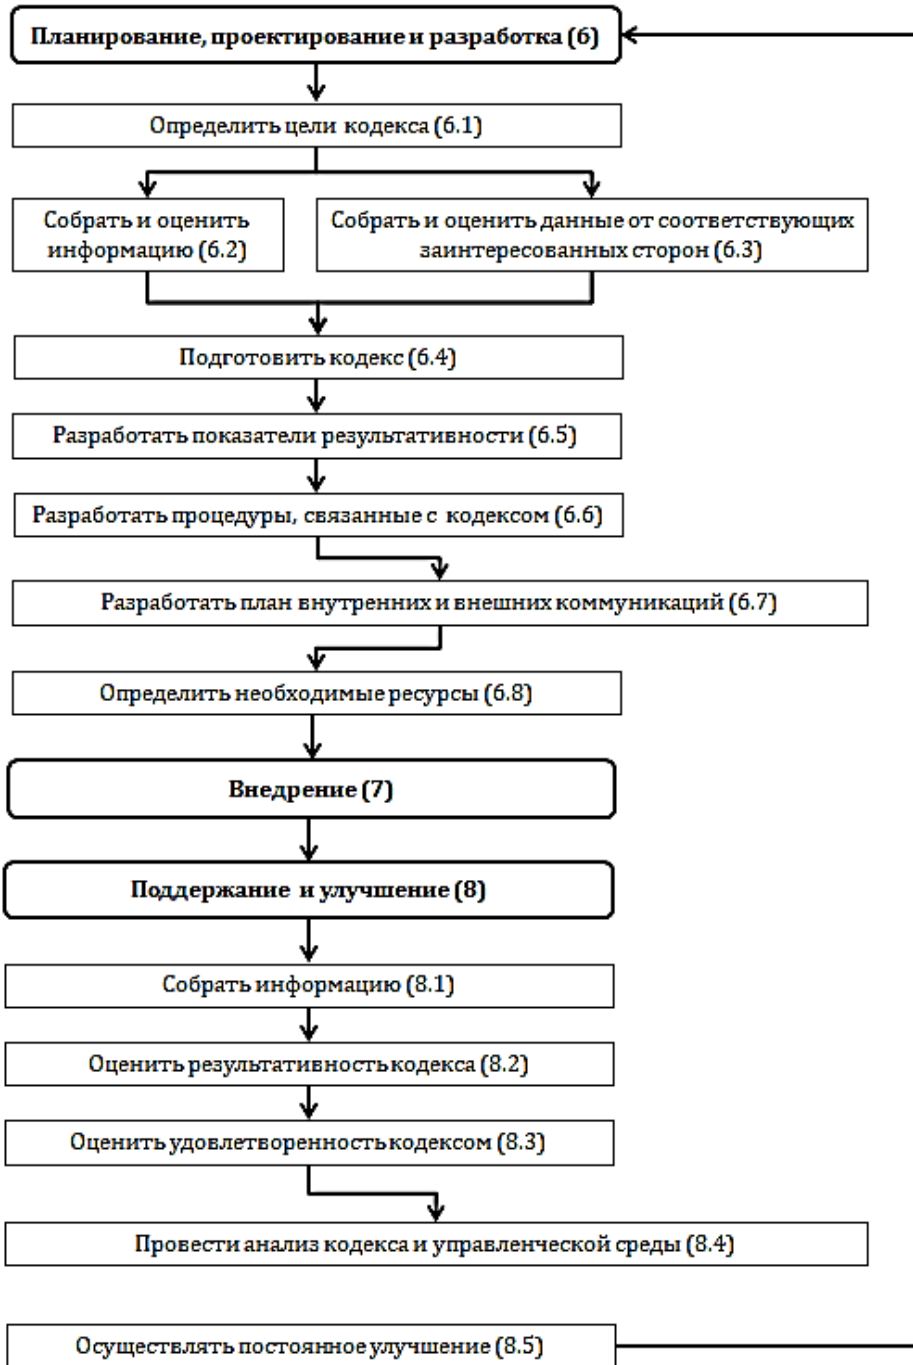 Планирование, проектирование и разработка (6)
Определить цели кодекса (6.1)
Собрать и оценить
информацию (6.2)
Собрать и оценить данные от соответствующих
заинтересованных сторон (6.3)
Подготовить кодекс (6.4)
Разработать показатели результативности (6.5)
Разработать процедуры, связанные с кодексом (6.6)
Разработать план внутренних и внешних коммуникаций (6.7)
Определить необходимые ресурсы (6.8)
Внедрение (7)
Поддержание и улучшение (8)
Собрать информацию (8.1)
Оценить результативность кодекса (8.2)
Оценить удовлетворенность кодексом (8.3)
Провести анализ кодекса и управленческой среды (8.4)
Осуществлять постоянное улучшение (8.5)